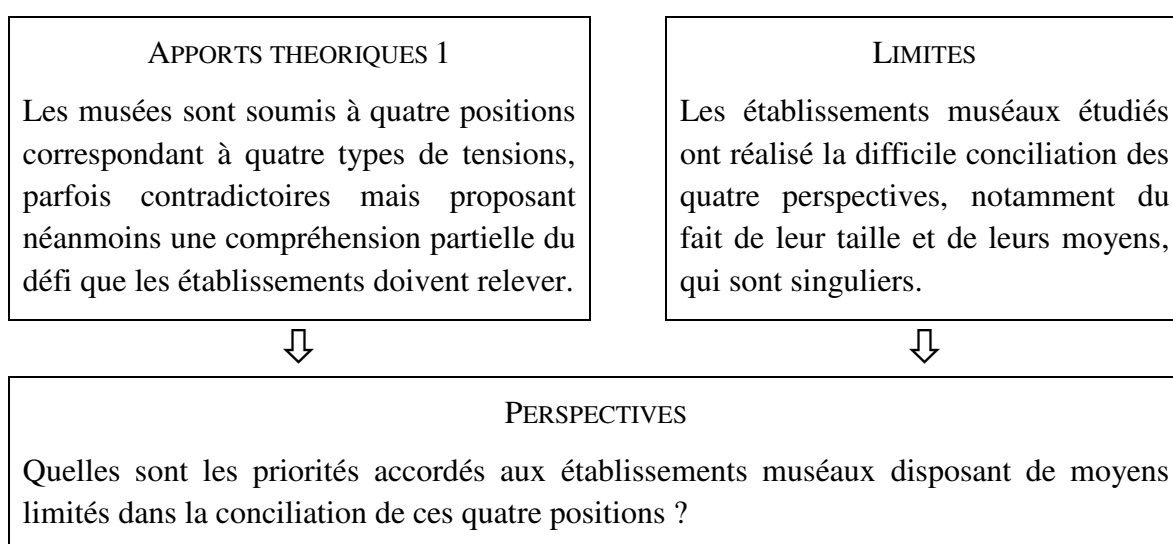 APPORTS THEORIQUES 1
Les musées sont soumis à quatre positions
correspondant à quatre types de tensions,
parfois contradictoires mais proposant
néanmoins une compréhension partielle du
défi que les établissements doivent relever.
LIMITES
Les établissements muséaux étudiés
ont réalisé la difficile conciliation des
quatre perspectives, notamment du
fait de leur taille et de leurs moyens,
qui sont singuliers.
PERSPECTIVES
Quelles sont les priorités accordés aux établissements muséaux disposant de moyens
limités dans la conciliation de ces quatre positions ?